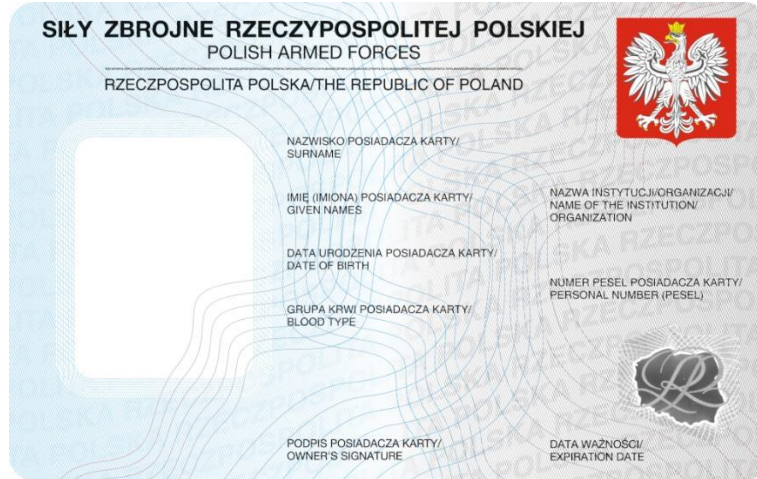 SIŁY ZBROJNE RZECZYPOSPOLITEJ POLSKIEJ
POLISH ARMED FORCES
RZECZPOSPOLITA POLSKA/THE REPUBLIC OF POLAND
NAZWISKO POSIADACZA KARTY/
SURNAME
IMIĘ (IMIONA) POSIADACZA KARTY/
GIVEN NAMES
DATA URODZENIA POSIADACZA KARTY/
DATE OF BIRTH
GRUPA KRWI POSIADACZA KARTY/
BLOOD TYPE
PODPIS POSIADACZA KARTY/
OWNER'S SIGNATURE
NAZWA INSTYTUCJI/ORGANIZACJI/
NAME OF THE INSTITUTION/
ORGANIZATION
NUMER PESEL POSIADACZA KARTY/
PERSONAL NUMBER (PESEL)
RP
DATA WAŻNOŚCI/
EXPIRATION DATE